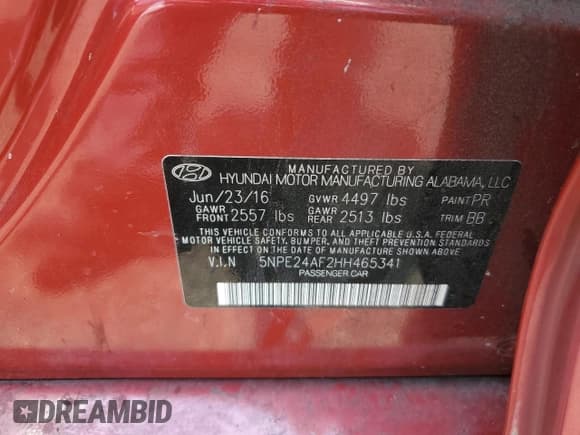 MANUFACTURED BY
HYUNDAI MOTOR MANUFACTURING ALABAMA, LLC
Jun/23/16 GVWR 4497 lbs PAINT PR
GAWR FRONT 2557 lbs GAWR REAR 2513 lbs TRIM BB
THIS VEHICLE CONFORMS TO ALL APPLICABLE U.S.A. FEDERAL
MOTOR VEHICLE SAFETY, BUMPER, AND THEFT PREVENTION STANDARDS
IN EFFECT ON THE DATE OF MANUFACTURE SHOWN ABOVE
V.I.N 5NPE24AF2HH465341
PASSENGER CAR
DREAMBID